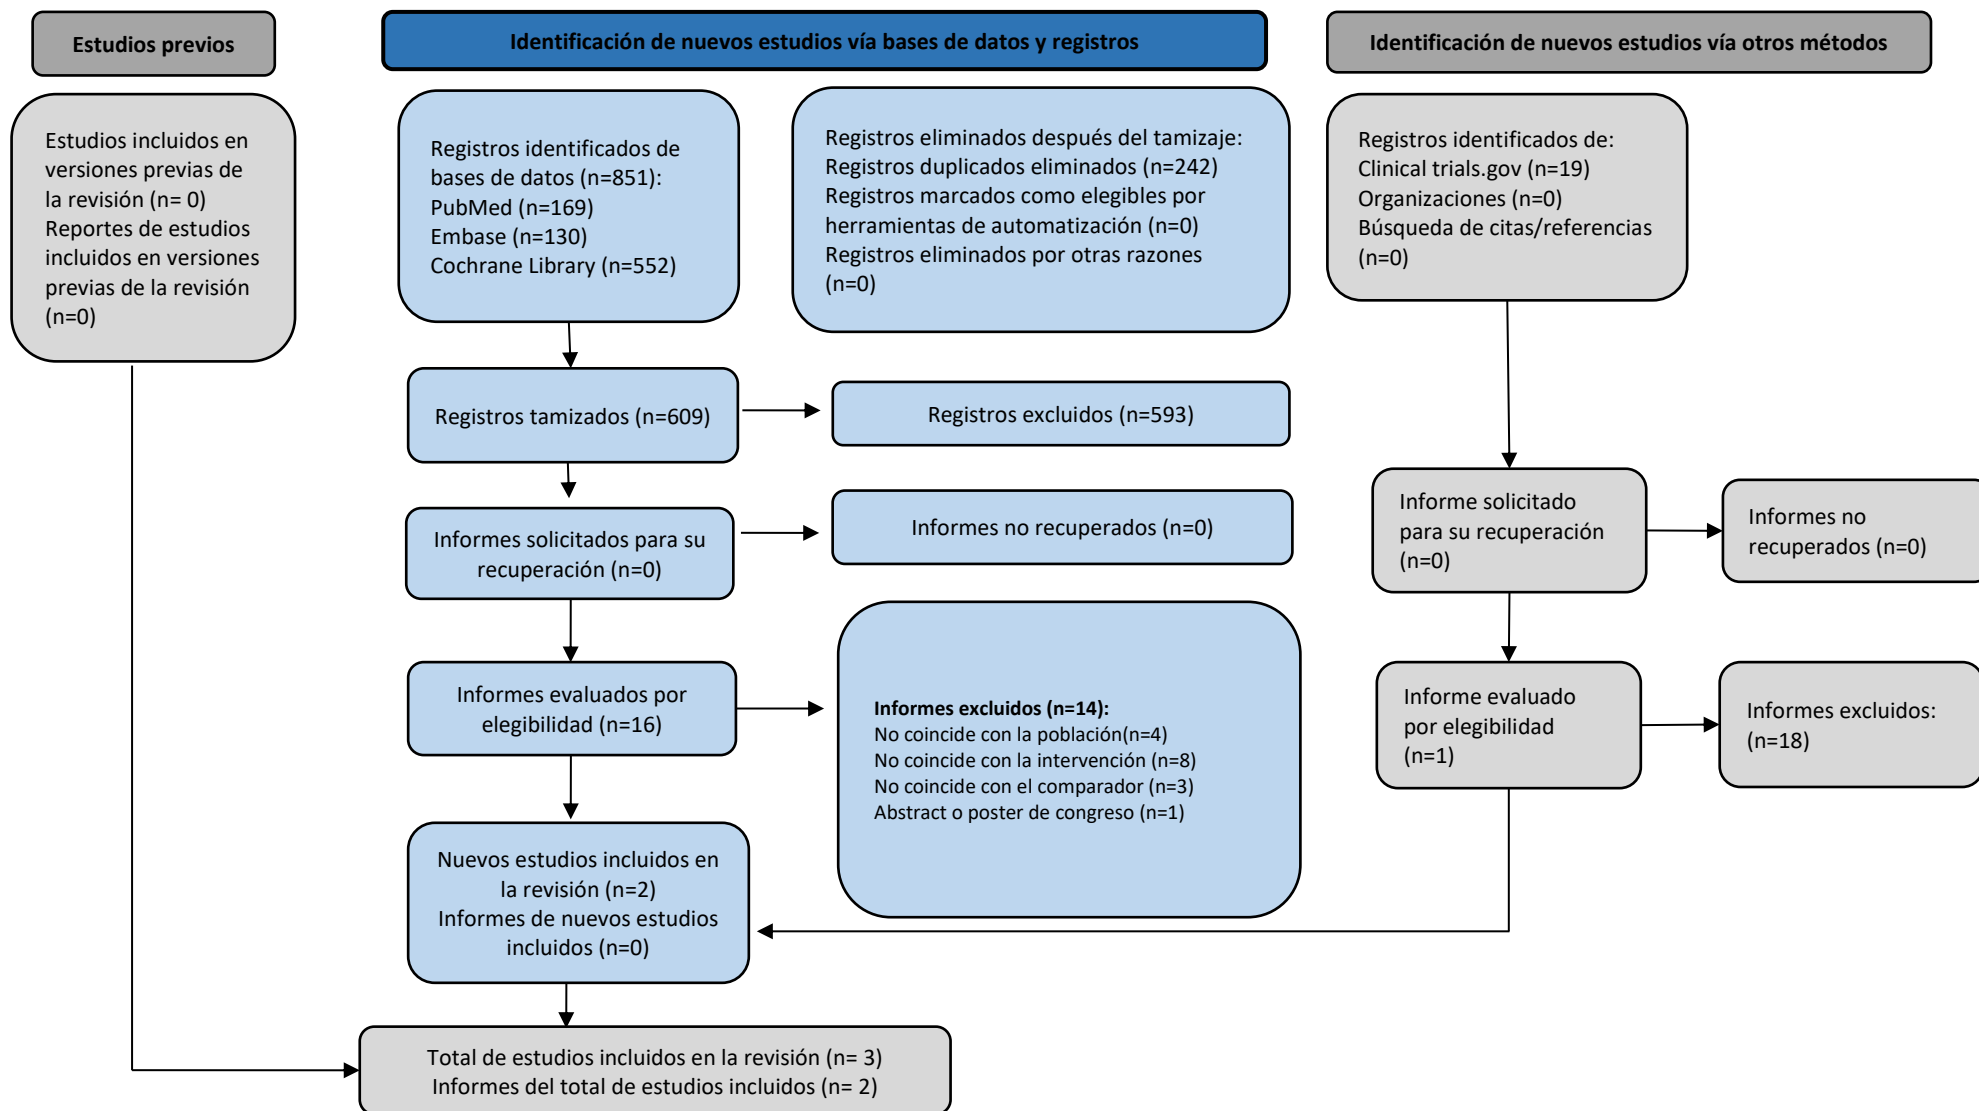 Estudios previos
Identificación de nuevos estudios vía bases de datos y registros
Identificación de nuevos estudios vía otros métodos
Estudios incluidos en
versiones previas de
la revisión (n= 0)
Reportes de estudios
incluidos en versiones
previas de la revisión
(n=0)
Registros identificados de
bases de datos (n=851):
PubMed (n=169)
Embase (n=130)
Cochrane Library (n=552)
Registros eliminados después del tamizaje:
Registros duplicados eliminados (n=242)
Registros marcados como elegibles por
herramientas de automatización (n=0)
Registros eliminados por otras razones
(n=0)
Registros identificados de:
Clinical trials.gov (n=19)
Organizaciones (n=0)
Búsqueda de citas/referencias
(n=0)
Registros tamizados (n=609)
Registros excluidos (n=593)
Informes solicitados para su
recuperación (n=0)
Informes no recuperados (n=0)
Informe solicitado
para su recuperación
(n=0)
Informes no
recuperados (n=0)
Informes evaluados por
elegibilidad (n=16)
Informes excluidos (n=14):
No coincide con la población(n=4)
No coincide con la intervención (n=8)
No coincide con el comparador (n=3)
Abstract o poster de congreso (n=1)
Informe evaluado
por elegibilidad
(n=1)
Informes excluidos:
(n=18)
Nuevos estudios incluidos en
la revisión (n=2)
Informes de nuevos estudios
incluidos (n=0)
Total de estudios incluidos en la revisión (n= 3)
Informes del total de estudios incluidos (n= 2)